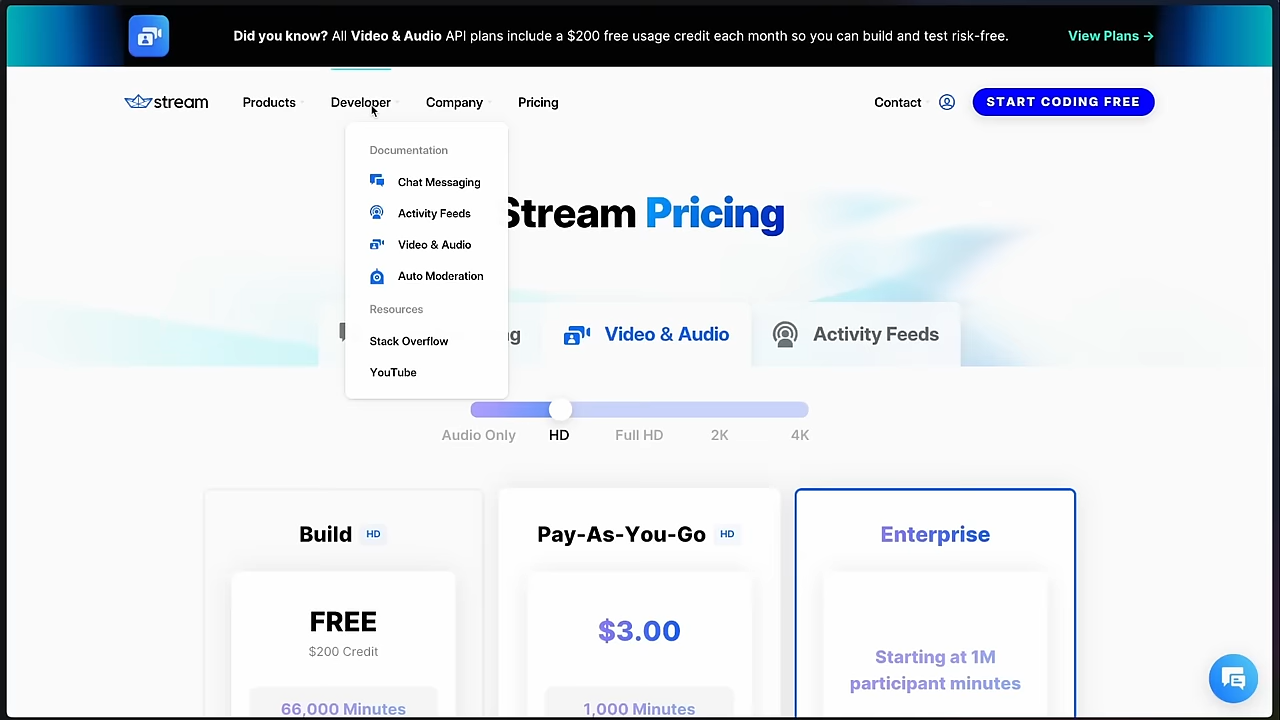 Did you know? All Video & Audio API plans include a $200 free usage credit each month so you can build and test risk-free.
View Plans →
stream
Products
Developer
Company
Pricing
Contact
START CODING FREE
Documentation
Chat Messaging
Activity Feeds
Video & Audio
Auto Moderation
Resources
Stack Overflow
YouTube
Stream Pricing
Video & Audio
Activity Feeds
Audio Only
HD
Full HD
2K
4K
Build HD
FREE
$200 Credit
66,000 Minutes
Pay-As-You-Go HD
$3.00
1,000 Minutes
Enterprise
Starting at 1M
participant minutes